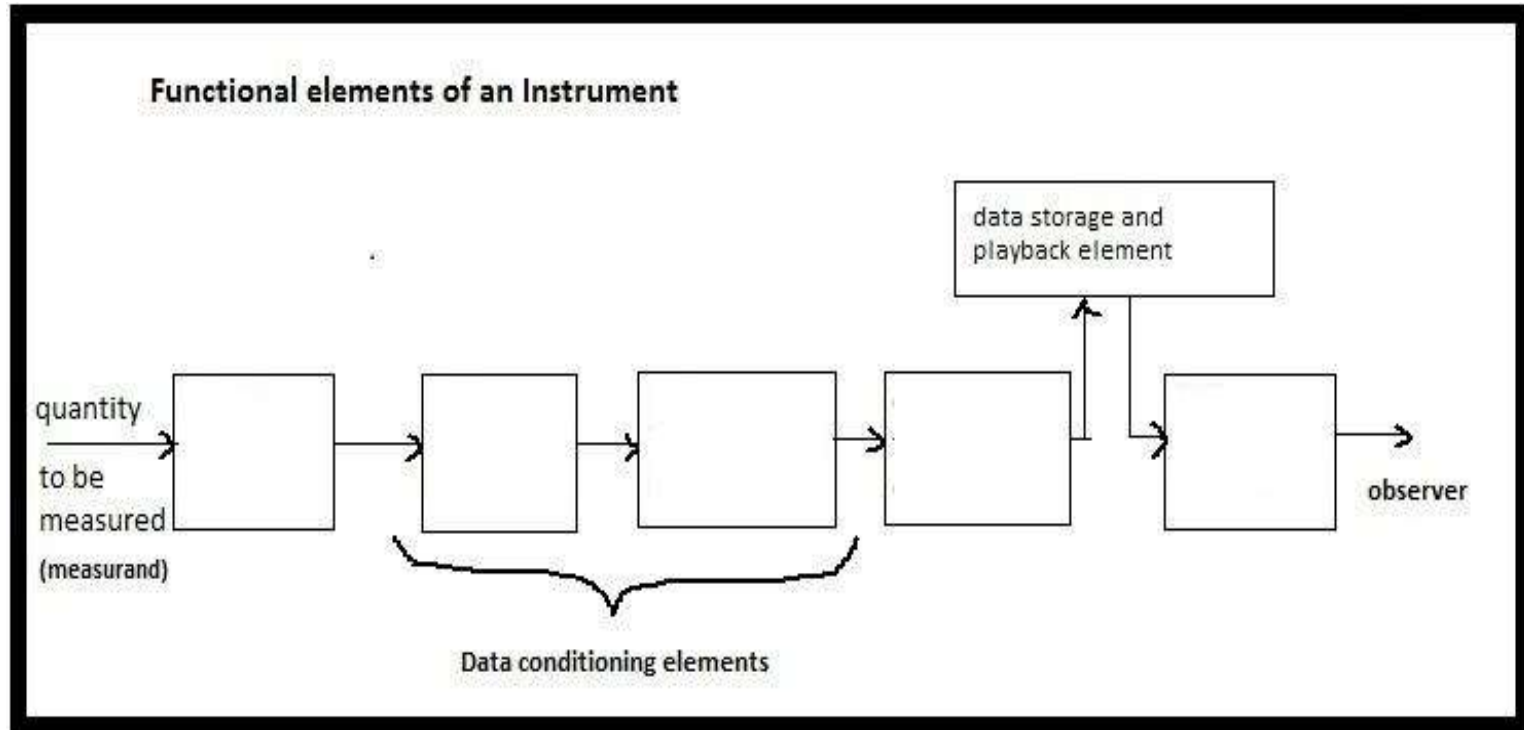 Functional elements of an Instrument
data storage and
playback element
quantity
to be
measured
(measurand)
observer
Data conditioning elements